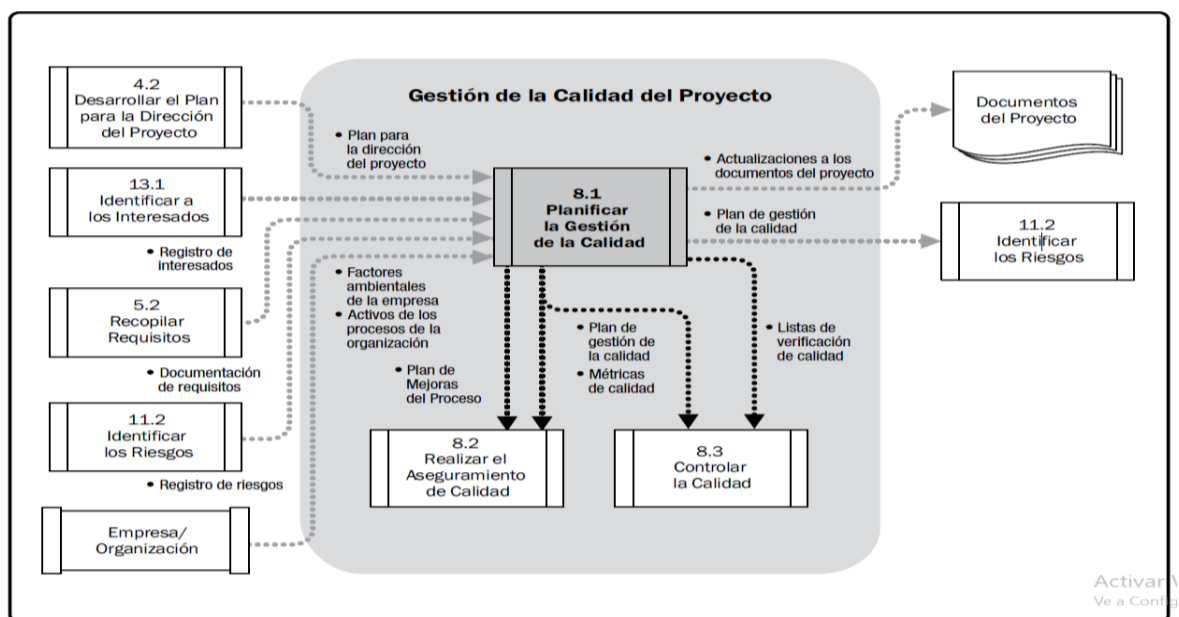 Gestión de la Calidad del Proyecto
4.2
Desarrollar el Plan
para la Dirección
del Proyecto
13.1
Identificar a
los Interesados
• Registro de
interesados
5.2
Recopilar
Requisitos
• Documentación
de requisitos
11.2
Identificar
los Riesgos
• Registro de riesgos
Empresa/
Organización
• Plan para
la dirección
del proyecto
• Factores
ambientales
de la empresa
• Activos de los
procesos de la
organización
8.1
Planificar
la Gestión
de la Calidad
• Actualizaciones a los
documentos del proyecto
• Plan de gestión
de la calidad
Documentos
del Proyecto
11.2
Identificar
los Riesgos
• Plan de
Mejoras
del Proceso
• Plan de
gestión de
la calidad
• Métricas
de calidad
• Listas de
verificación
de calidad
8.2
Realizar el
Aseguramiento
de Calidad
8.3
Controlar
la Calidad
Activar
Ve a Config